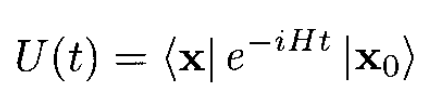 U(t) = ⟨𝐱| e^{-iHt} |𝐱₀⟩